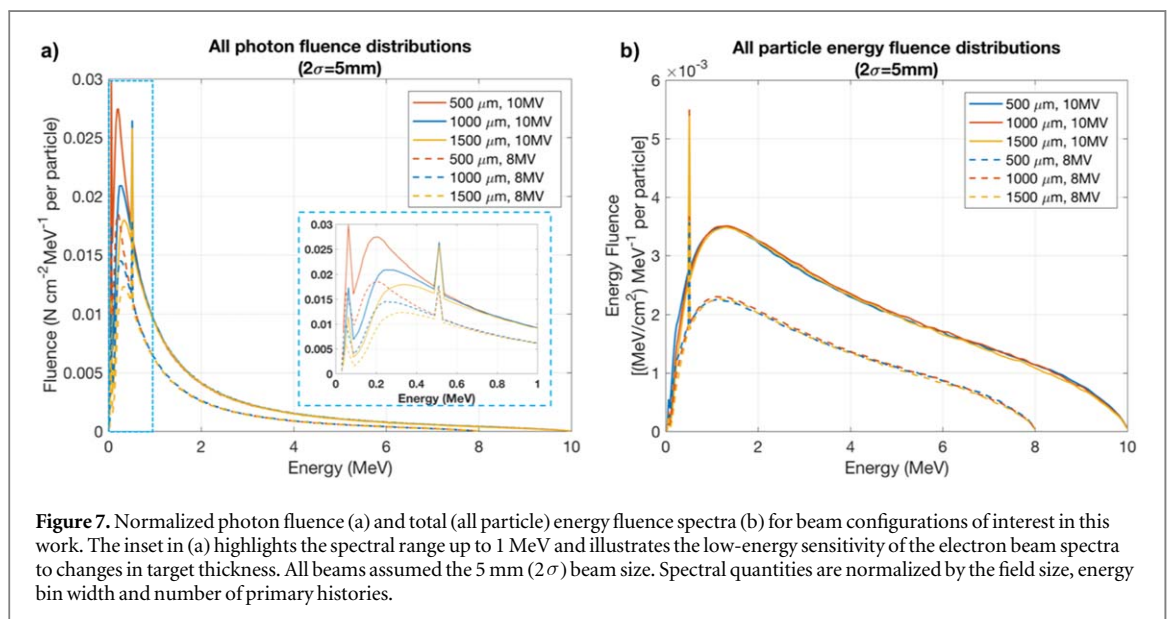 a)
All photon fluence distributions
(2σ=5mm)
Fluence (N cm⁻²MeV⁻¹ per particle)
0.03
0.025
0.02
0.015
0.01
0.005
0
500 μm, 10MV
1000 μm, 10MV
1500 μm, 10MV
500 μm, 8MV
1000 μm, 8MV
1500 μm, 8MV
0.03
0.025
0.02
0.015
0.01
0.005
0
0 0.2 0.4 0.6 0.8 1
Energy (MeV)
0 2 4 6 8 10
Energy (MeV)
b)
All particle energy fluence distributions
(2σ=5mm)
×10⁻³
Energy Fluence
[(MeV/cm²) MeV⁻¹ per particle]
6
5
4
3
2
1
0
500 μm, 10MV
1000 μm, 10MV
1500 μm, 10MV
500 μm, 8MV
1000 μm, 8MV
1500 μm, 8MV
0 2 4 6 8 10
Energy (MeV)
Figure 7. Normalized photon fluence (a) and total (all particle) energy fluence spectra (b) for beam configurations of interest in this
work. The inset in (a) highlights the spectral range up to 1 MeV and illustrates the low-energy sensitivity of the electron beam spectra
to changes in target thickness. All beams assumed the 5 mm (2σ) beam size. Spectral quantities are normalized by the field size, energy
bin width and number of primary histories.